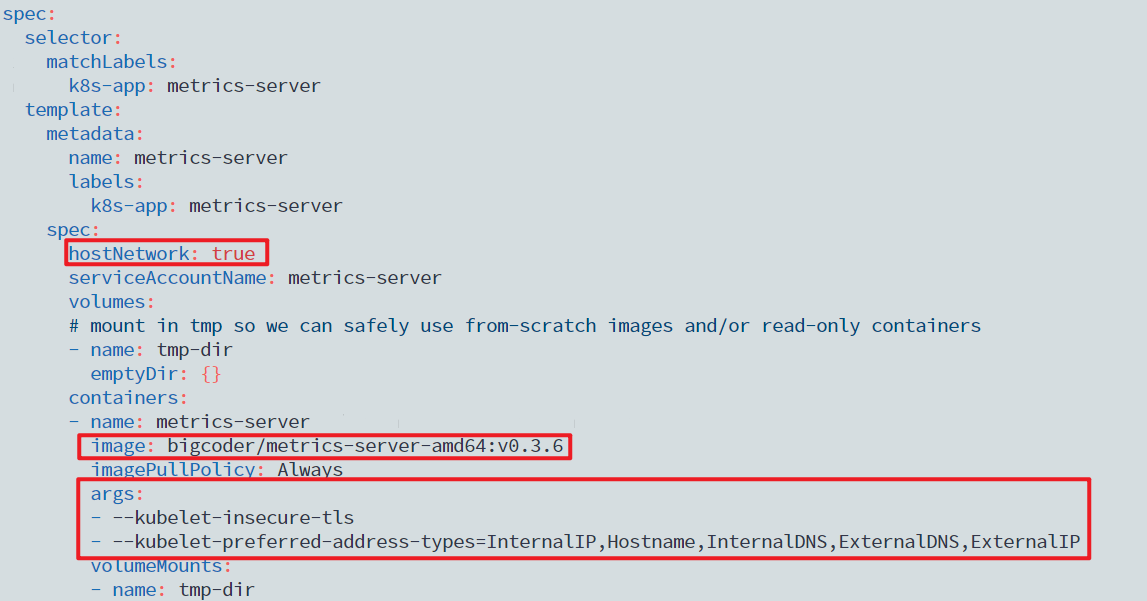 spec:
  selector:
    matchLabels:
      k8s-app: metrics-server
  template:
    metadata:
      name: metrics-server
      labels:
        k8s-app: metrics-server
    spec:
      hostNetwork: true
      serviceAccountName: metrics-server
      volumes:
      # mount in tmp so we can safely use from-scratch images and/or read-only containers
      - name: tmp-dir
        emptyDir: {}
      containers:
      - name: metrics-server
        image: bigcoder/metrics-server-amd64:v0.3.6
        imagePullPolicy: Always
        args:
        - --kubelet-insecure-tls
        - --kubelet-preferred-address-types=InternalIP,Hostname,InternalDNS,ExternalDNS,ExternalIP
        volumeMounts:
        - name: tmp-dir